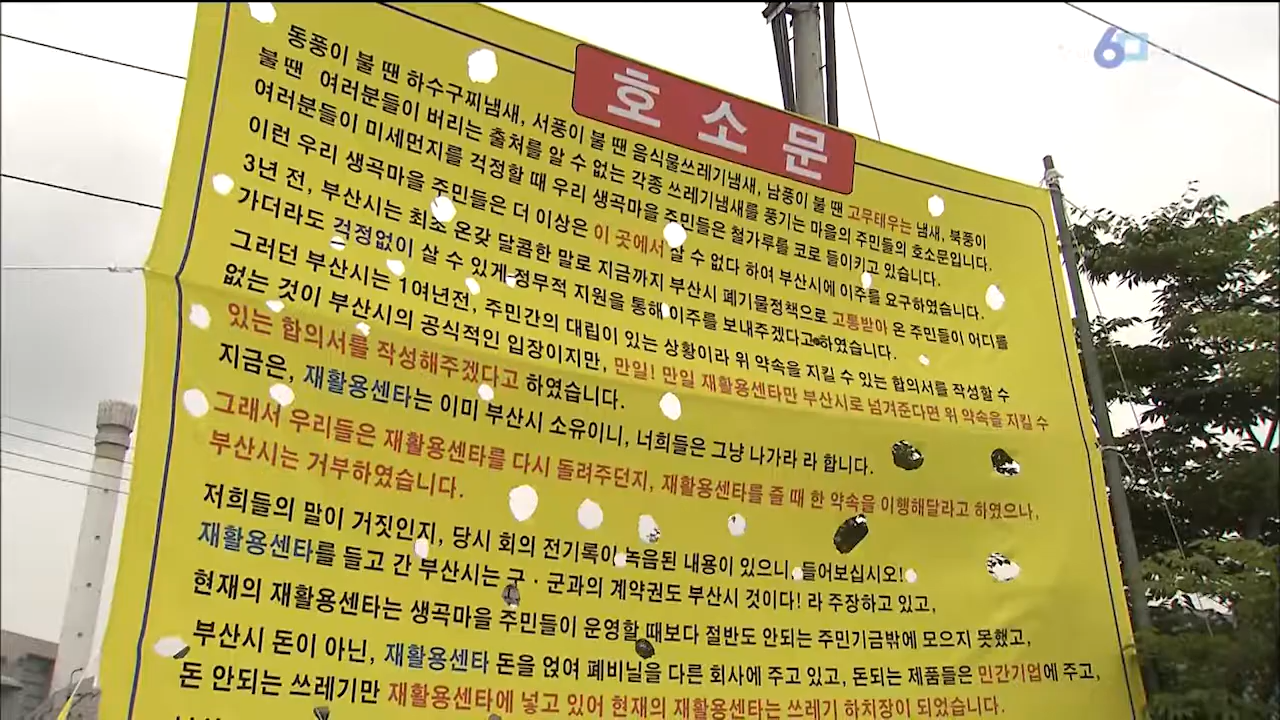 호소문
동풍이 불 땐 하수구찌냄새, 서풍이 불 땐 음식물쓰레기냄새, 남풍이 불 땐 고무태우는 냄새, 북풍이
불 땐 여러분들이 버리는 출처를 알 수 없는 각종 쓰레기냄새를 풍기는 마을의 주민들의 호소문입니다.
여러분들이 미세먼지를 걱정할 때 우리 생곡마을 주민들은 철가루를 코로 들이키고 있습니다.
이런 우리 생곡마을 주민들은 더 이상은 이 곳에서 살 수 없다 하여 부산시에 이주를 요구하였습니다.
3년 전, 부산시는 최초 온갖 달콤한 말로 지금까지 부산시 폐기물정책으로 고통받아 온 주민들이 어디를
가더라도 걱정없이 살 수 있게 정무적 지원을 통해 이주를 보내주겠다고 하였습니다.
그러던 부산시는 1여년전, 주민간의 대립이 있는 상황이라 위 약속을 지킬 수 있는 합의서를 작성할 수
없는 것이 부산시의 공식적인 입장이지만, 만일! 만일 재활용센타만 부산시로 넘겨준다면 위 약속을 지킬 수
있는 합의서를 작성해주겠다고 하였습니다.
지금은, 재활용센타는 이미 부산시 소유이니, 너희들은 그냥 나가라 라 합니다.
그래서 우리들은 재활용센타를 다시 돌려주던지, 재활용센타를 줄 때 한 약속을 이행해달라고 하였으나,
부산시는 거부하였습니다.
저희들의 말이 거짓인지, 당시 회의 전기록이 녹음된 내용이 있으니 들어보십시오!
재활용센타를 들고 간 부산시는 구·군과의 계약권도 부산시 것이다! 라 주장하고 있고,
현재의 재활용센타는 생곡마을 주민들이 운영할 때보다 절반도 안되는 주민기금밖에 모으지 못했고,
부산시 돈이 아닌, 재활용센타 돈을 얹여 폐비닐을 다른 회사에 주고 있고, 돈되는 제품들은 민간기업에 주고,
돈 안되는 쓰레기만 재활용센타에 넣고 있어 현재의 재활용센타는 쓰레기 하치장이 되었습니다.